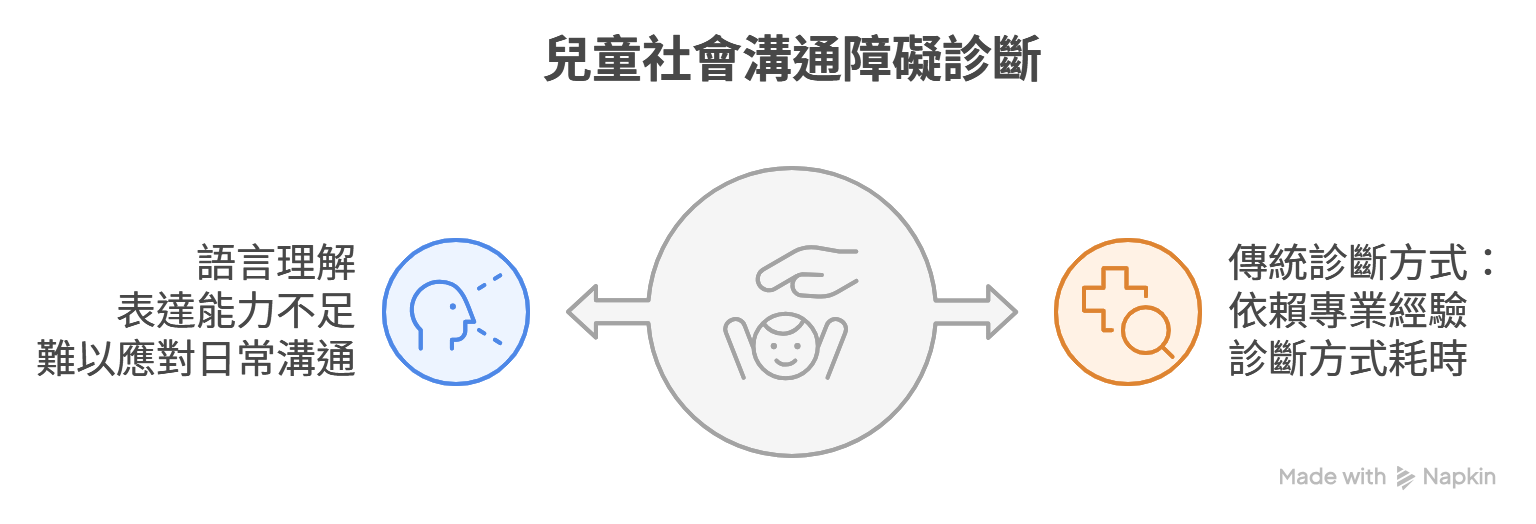 兒童社會溝通障礙診斷
語言理解
表達能力不足
難以應對日常溝通
傳統診斷方式：
依賴專業經驗
診斷方式耗時
Made with Napkin